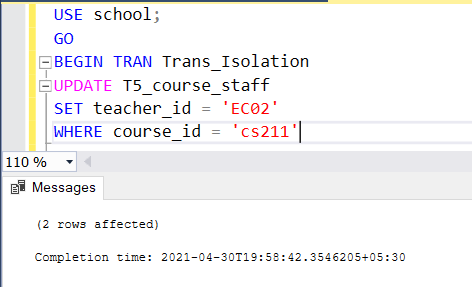 USE school;
GO
BEGIN TRAN Trans_Isolation
UPDATE T5_course_staff
SET teacher_id = 'EC02'
WHERE course_id = 'cs211'
110 %
Messages
(2 rows affected)
Completion time: 2021-04-30T19:58:42.3546205+05:30